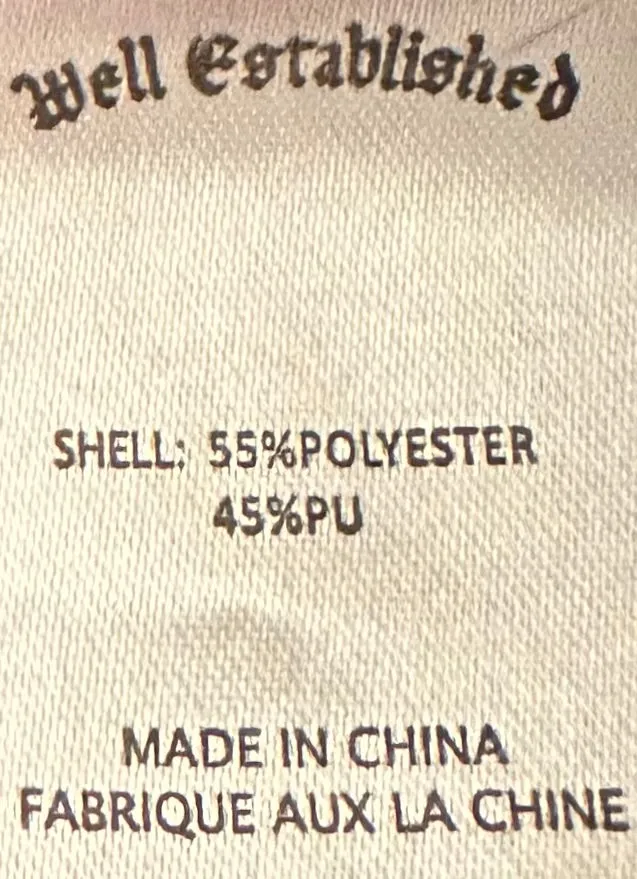 Well Established
SHELL: 55%POLYESTER
45%PU
MADE IN CHINA
FABRIQUE AUX LA CHINE